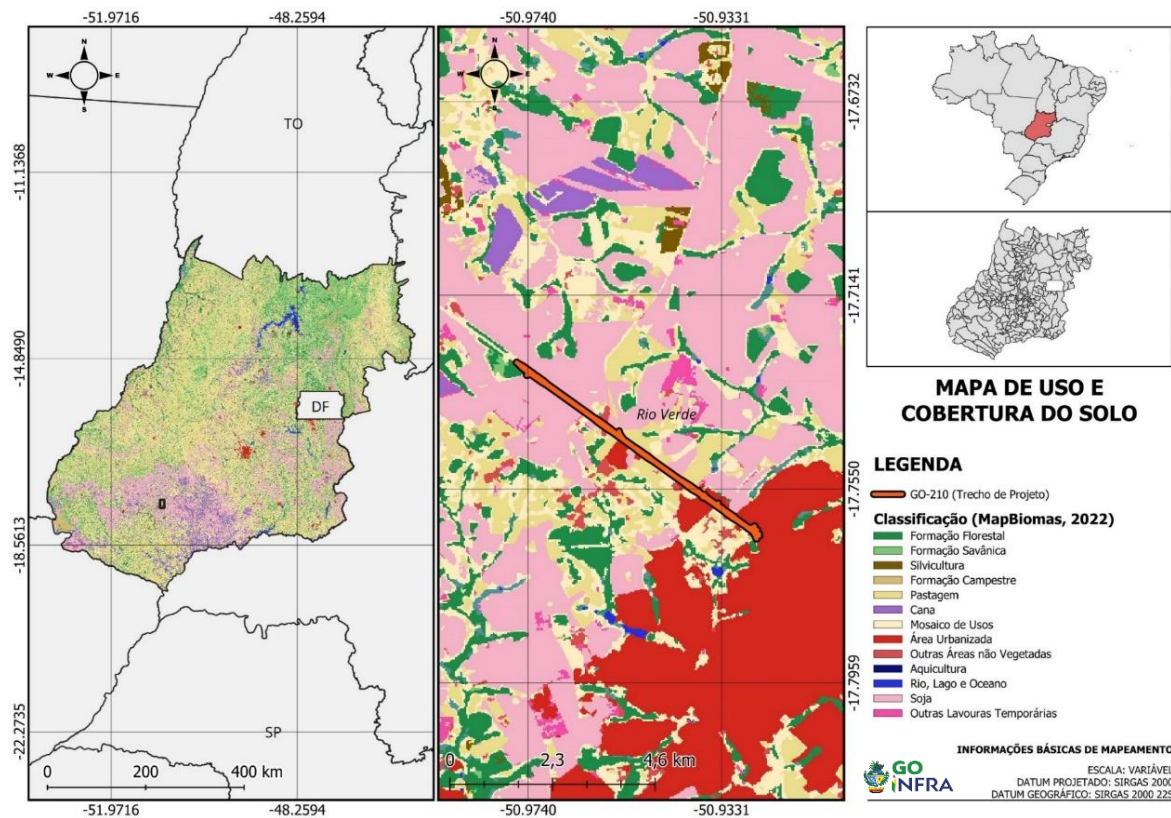 -51.9716
-48.2594
-50.9740
-50.9331
N
W
E
S
TO
-11.1368
-14.8490
-18.5613
-22.2735
DF
SP
0
200
400 km
-51.9716
-48.2594
N
W
E
S
Rio Verde
-17.6732
-17.7141
-17.7550
-17.7959
0
2,3
4,6 km
-50.9740
-50.9331
MAPA DE USO E
COBERTURA DO SOLO
LEGENDA
GO-210 (Trecho de Projeto)
Classificação (MapBiomas, 2022)
Formação Florestal
Formação Savânica
Silvicultura
Formação Campestre
Pastagem
Cana
Mosaico de Usos
Área Urbanizada
Outras Áreas não Vegetadas
Aquicultura
Rio, Lago e Oceano
Soja
Outras Lavouras Temporárias
INFORMAÇÕES BÁSICAS DE MAPEAMENTO
GO
INFRA
ESCALA: VARIÁVEL
DATUM PROJETADO: SIRGAS 2000
DATUM GEOGRÁFICO: SIRGAS 2000 22S